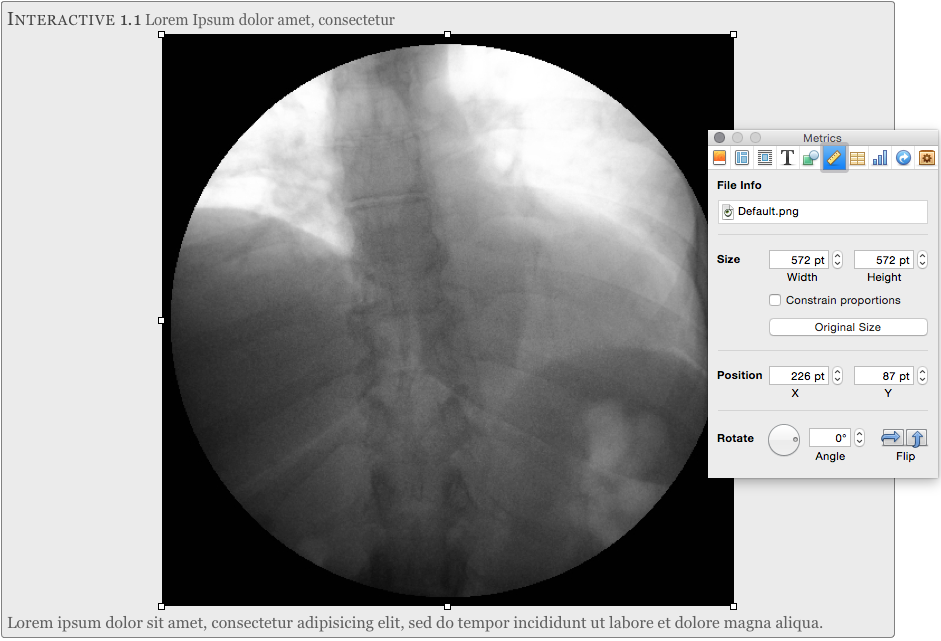 INTERACTIVE 1.1 Lorem Ipsum dolor amet, consectetur
Metrics
T
File Info
Default.png
Size 572 pt 572 pt
Width Height
Constrain proportions
Original Size
Position 226 pt 87 pt
X Y
Rotate 0°
Angle Flip
Lorem ipsum dolor sit amet, consectetur adipisicing elit, sed do tempor incididunt ut labore et dolore magna aliqua.